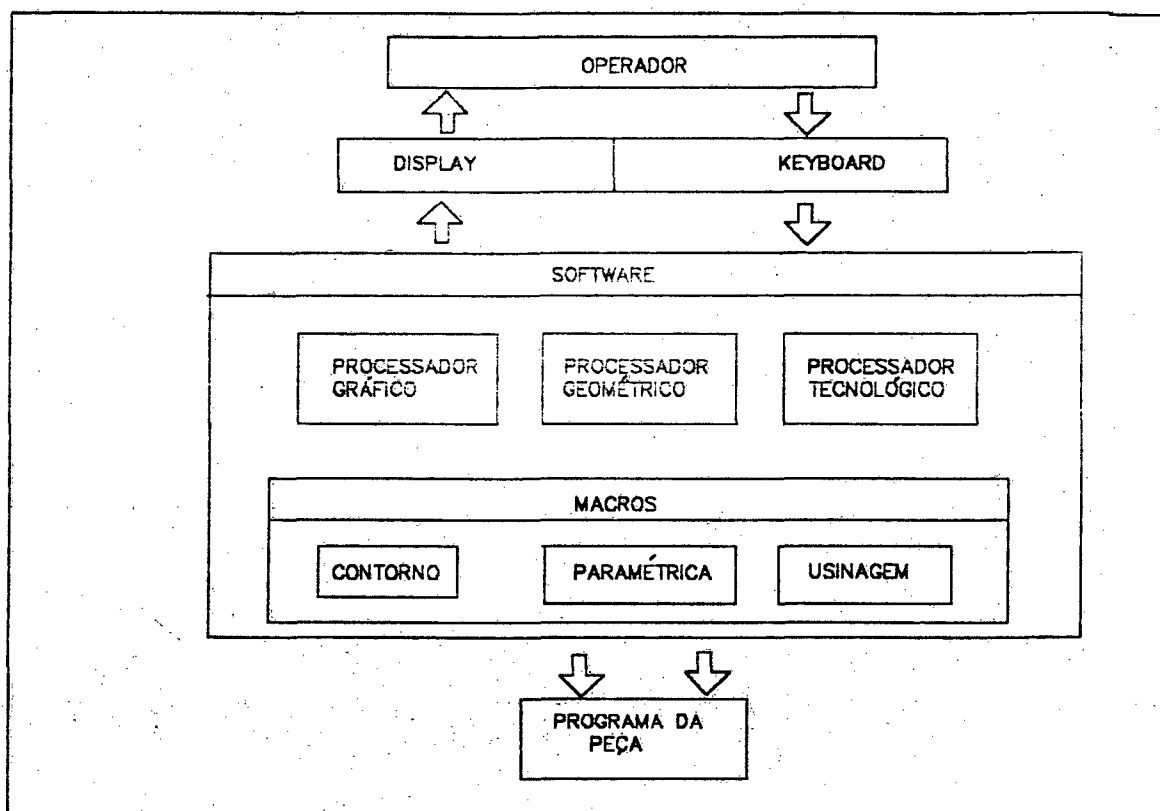 OPERADOR
DISPLAY
KEYBOARD
SOFTWARE
PROCESSADOR
GRÁFICO
PROCESSADOR
GEOMÉTRICO
PROCESSADOR
TECNOLÓGICO
MACROS
CONTORNO
PARAMÉTRICA
USINAGEM
PROGRAMA DA
PEÇA